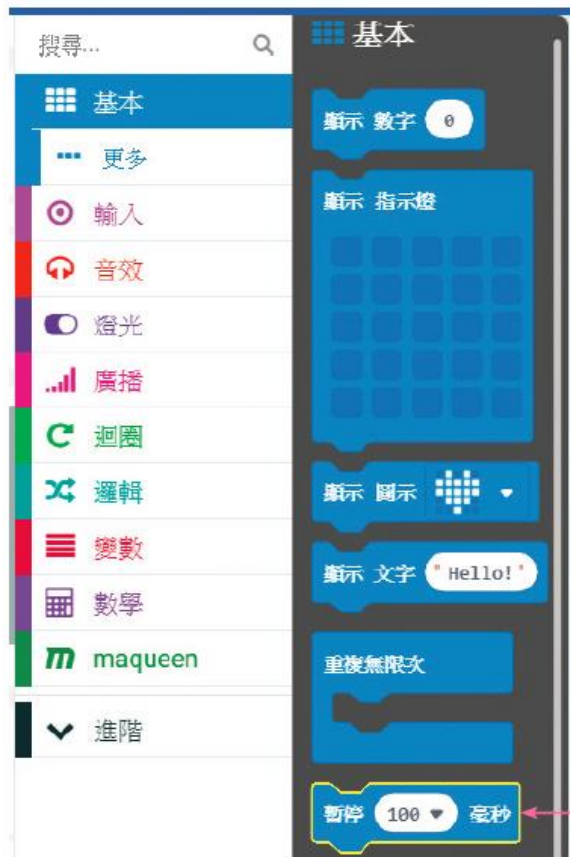 搜尋...
基本
更多
輸入
音效
燈光
廣播
迴圈
邏輯
變數
數學
maqueen
進階
基本
顯示 數字 0
顯示 指示燈
顯示 圖示
顯示 文字 "Hello!"
重複無限次
暫停 100 毫秒